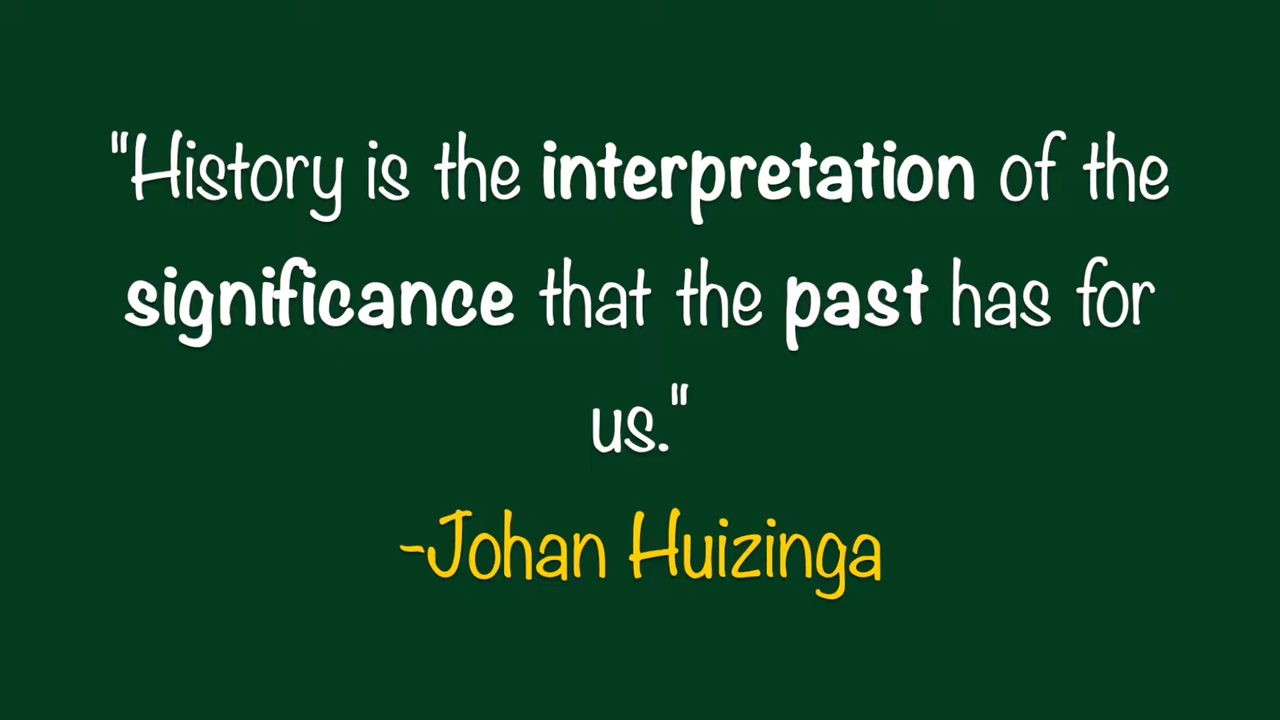 "History is the interpretation of the
significance that the past has for
us."
-Johan Huizinga